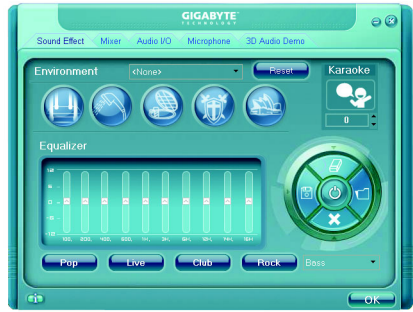 GIGABYTE
TECHNOLOGY
Sound Effect Mixer Audio I/O Microphone 3D Audio Demo
Environment <None> Reset Karaoke
0
Equalizer
Pop Live Club Rock Bass
OK